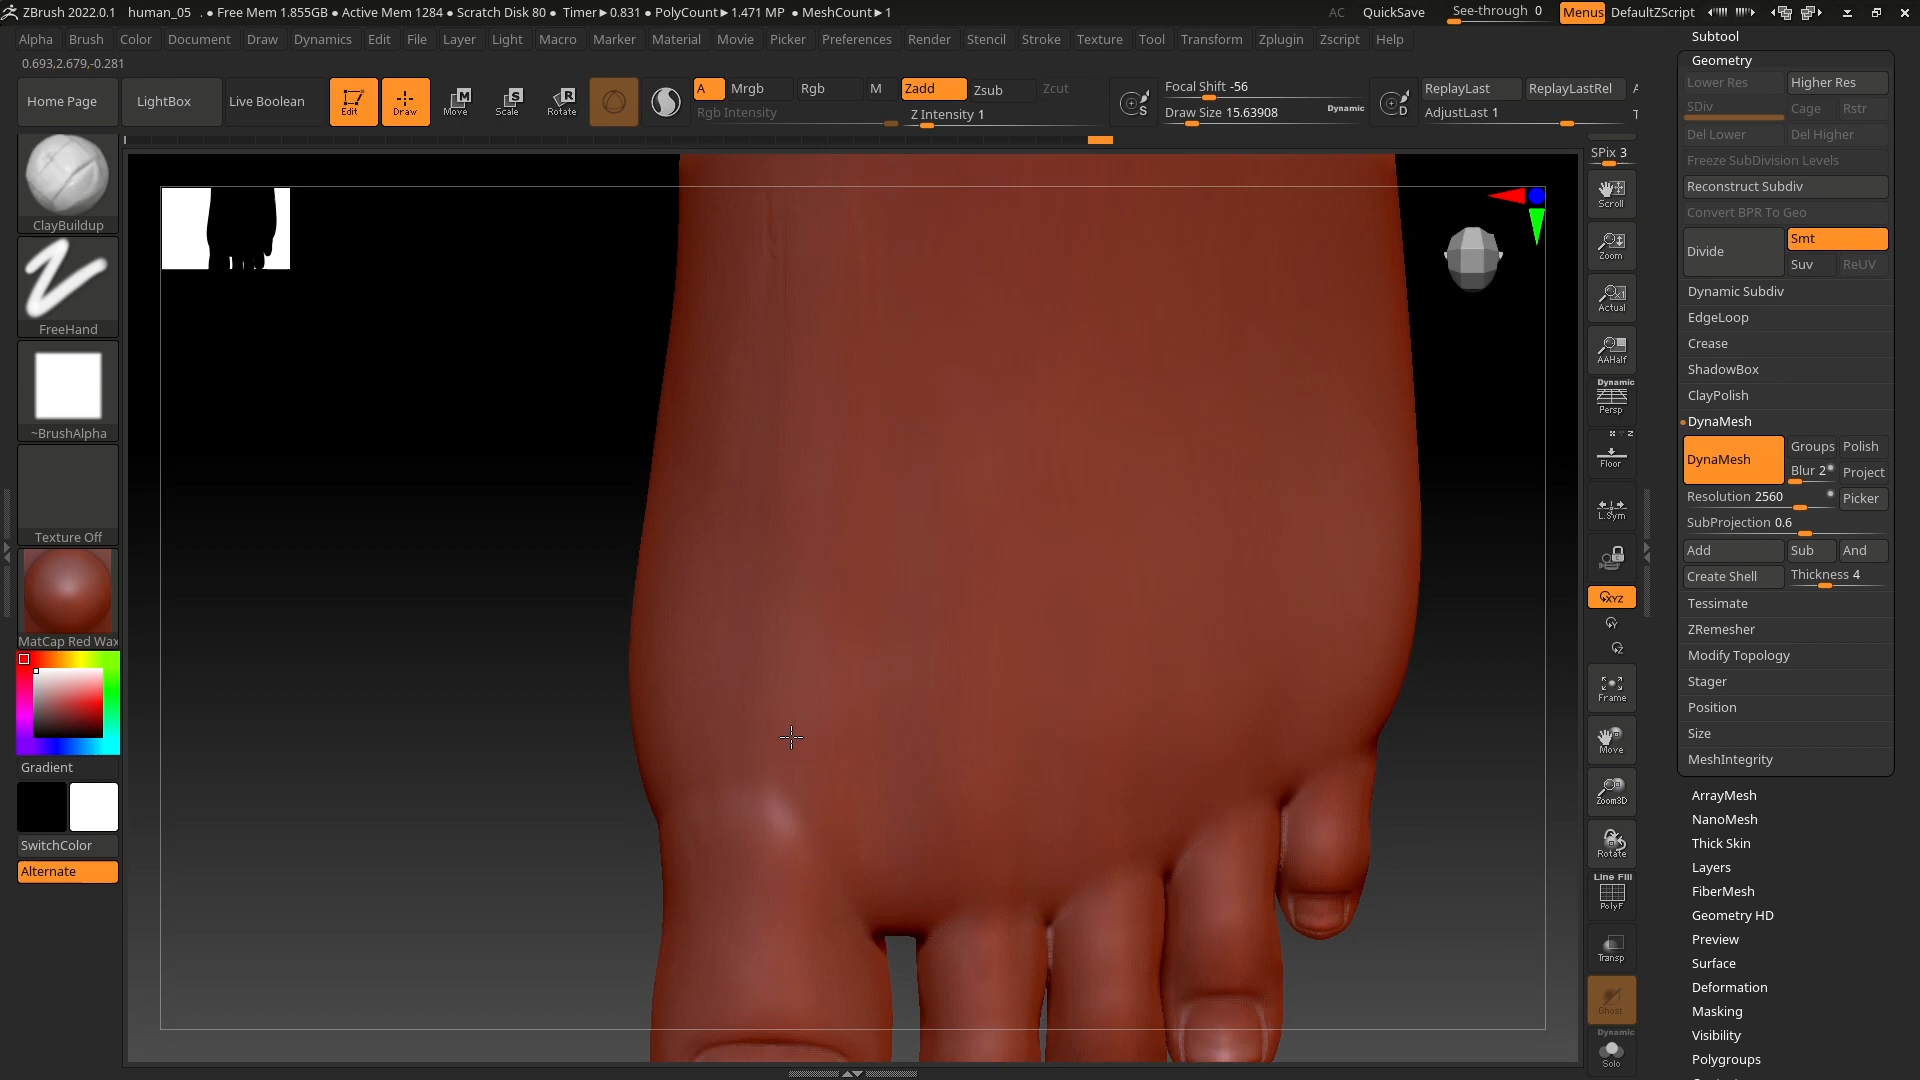 ZBrush 2022.0.1 human_05 . ● Free Mem 1.855GB ● Active Mem 1284 ● Scratch Disk 80 ● Timer►0.831 ● PolyCount►1.471 MP ● MeshCount►1 AC QuickSave See-through 0 Menus DefaultZScript
Alpha Brush Color Document Draw Dynamics Edit File Layer Light Macro Marker Material Movie Picker Preferences Render Stencil Stroke Texture Tool Transform Zplugin Zscript Help
0.693,2.679,-0.281
Home Page LightBox Live Boolean Edit Draw Move Scale Rotate
A Mrgb Rgb M Zadd Zsub Zcut
Rgb Intensity Z Intensity 1
S Focal Shift -56
Draw Size 15.63908 Dynamic
D ReplayLast ReplayLastRel A
AdjustLast 1 T
ClayBuildup
FreeHand
~BrushAlpha
Texture Off
MatCap Red Wax
Gradient
SwitchColor
Alternate
SPix 3
Scroll
Zoom
Actual
AAHalf
Dynamic
Persp
Floor
L.Sym
XYZ
Frame
Move
Zoom3D
Rotate
Line Fill
PolyF
Transp
Ghost
Dynamic
Solo
Subtool
Geometry
Lower Res Higher Res
SDiv Cage Rstr
Del Lower Del Higher
Freeze SubDivision Levels
Reconstruct Subdiv
Convert BPR To Geo
Divide Smt
Suv ReUV
Dynamic Subdiv
EdgeLoop
Crease
ShadowBox
ClayPolish
DynaMesh
DynaMesh Groups Polish
Blur 2 Project
Resolution 2560 Picker
SubProjection 0.6
Add Sub And
Create Shell Thickness 4
Tessimate
ZRemesher
Modify Topology
Stager
Position
Size
MeshIntegrity
ArrayMesh
NanoMesh
Thick Skin
Layers
FiberMesh
Geometry HD
Preview
Surface
Deformation
Masking
Visibility
Polygroups